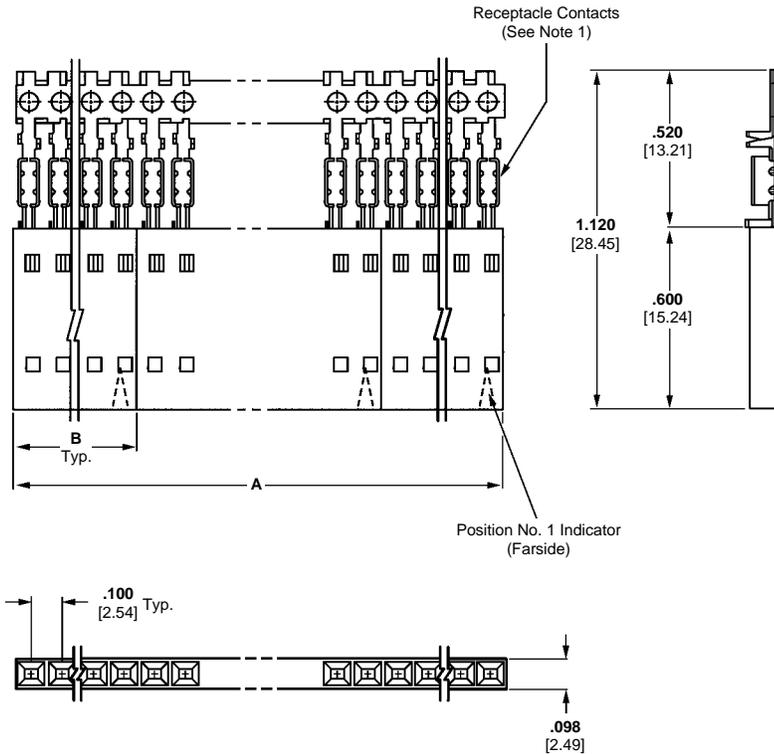 Receptacle Contacts
(See Note 1)
.520
[13.21]
1.120
[28.45]
.600
[15.24]
B
Typ.
A
Position No. 1 Indicator
(Farside)
.100
[2.54]
Typ.
.098
[2.49]